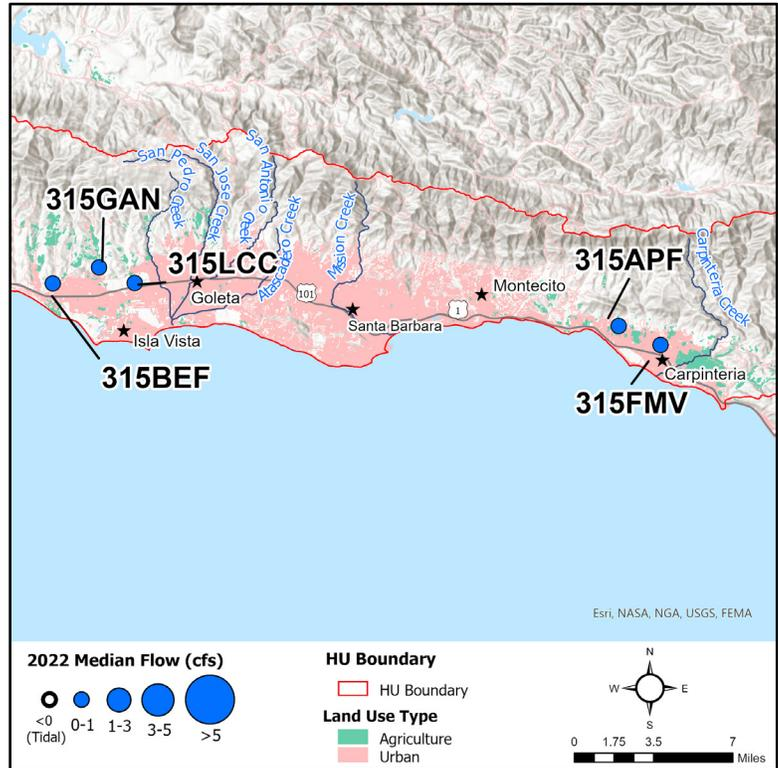 San Pedro
Creek
San Jose Creek
San Antonio
Creek
Atascadero Creek
Mission Creek
Carpinteria
Creek
315GAN
315LCC
Goleta
101
315APF
Montecito
1
Santa Barbara
Isla Vista
315BEF
Carpinteria
315FMV
Esri, NASA, NGA, USGS, FEMA
2022 Median Flow (cfs)
<0
(Tidal)
0-1
1-3
3-5
>5
HU Boundary
HU Boundary
Land Use Type
Agriculture
Urban
N
W
E
S
0 1.75 3.5 7
Miles